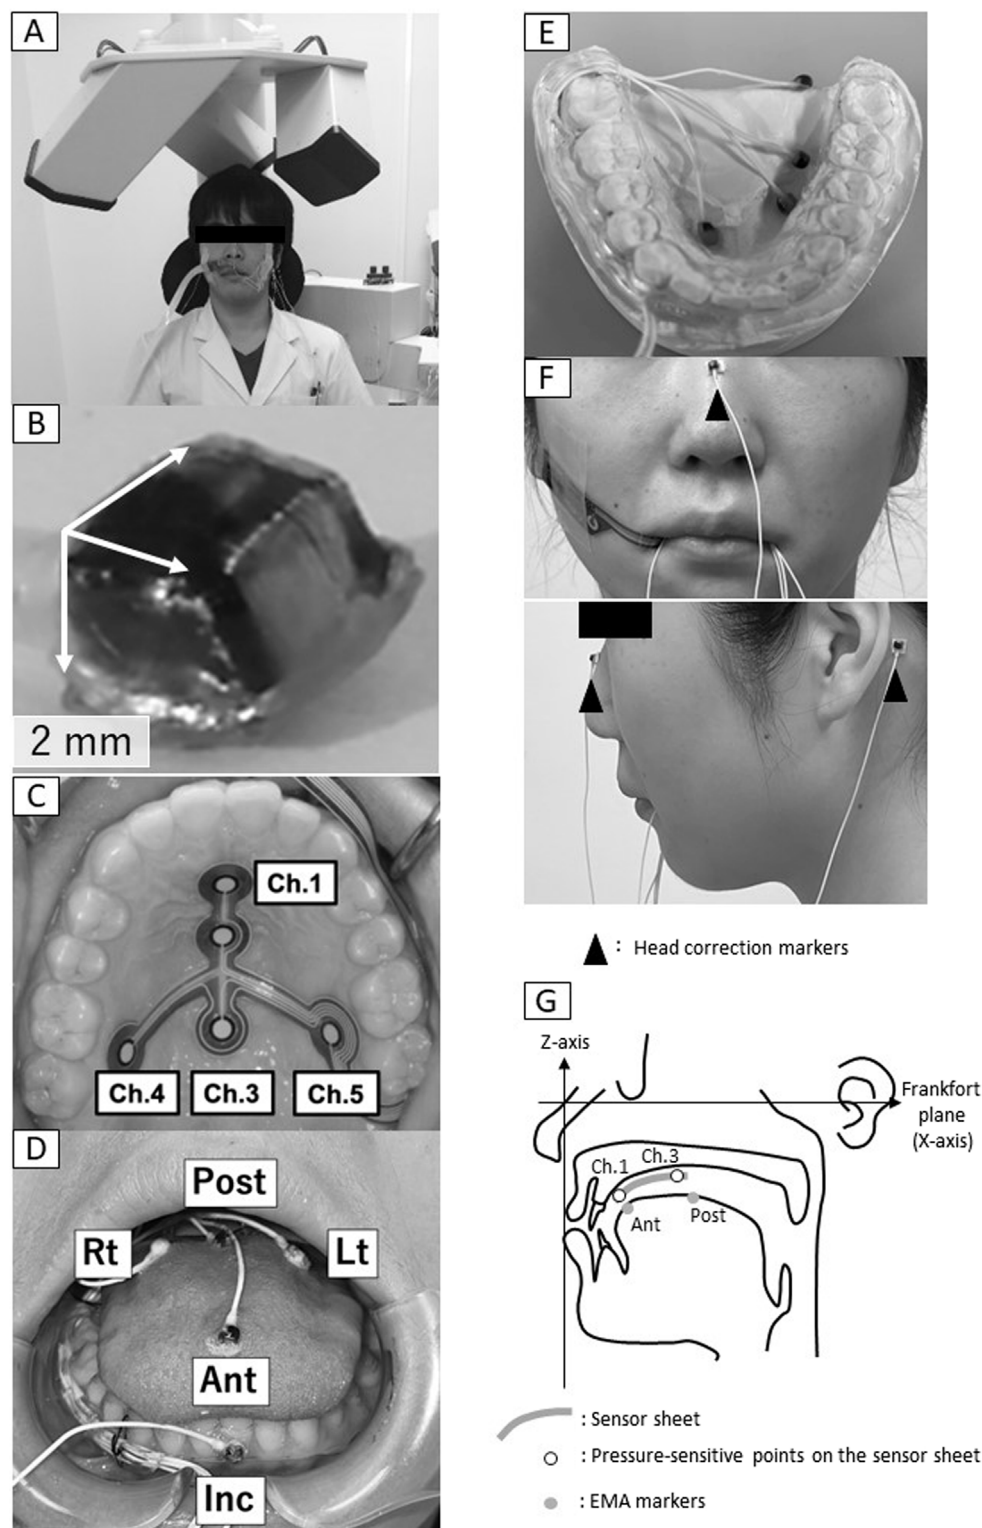 A
B
2 mm
C
Ch.1
Ch.4
Ch.3
Ch.5
D
Post
Rt
Lt
Ant
Inc
E
F
: Head correction markers
G
Z-axis
Frankfort
plane
(X-axis)
Ch.1
Ch.3
Ant
Post
: Sensor sheet
: Pressure-sensitive points on the sensor sheet
: EMA markers